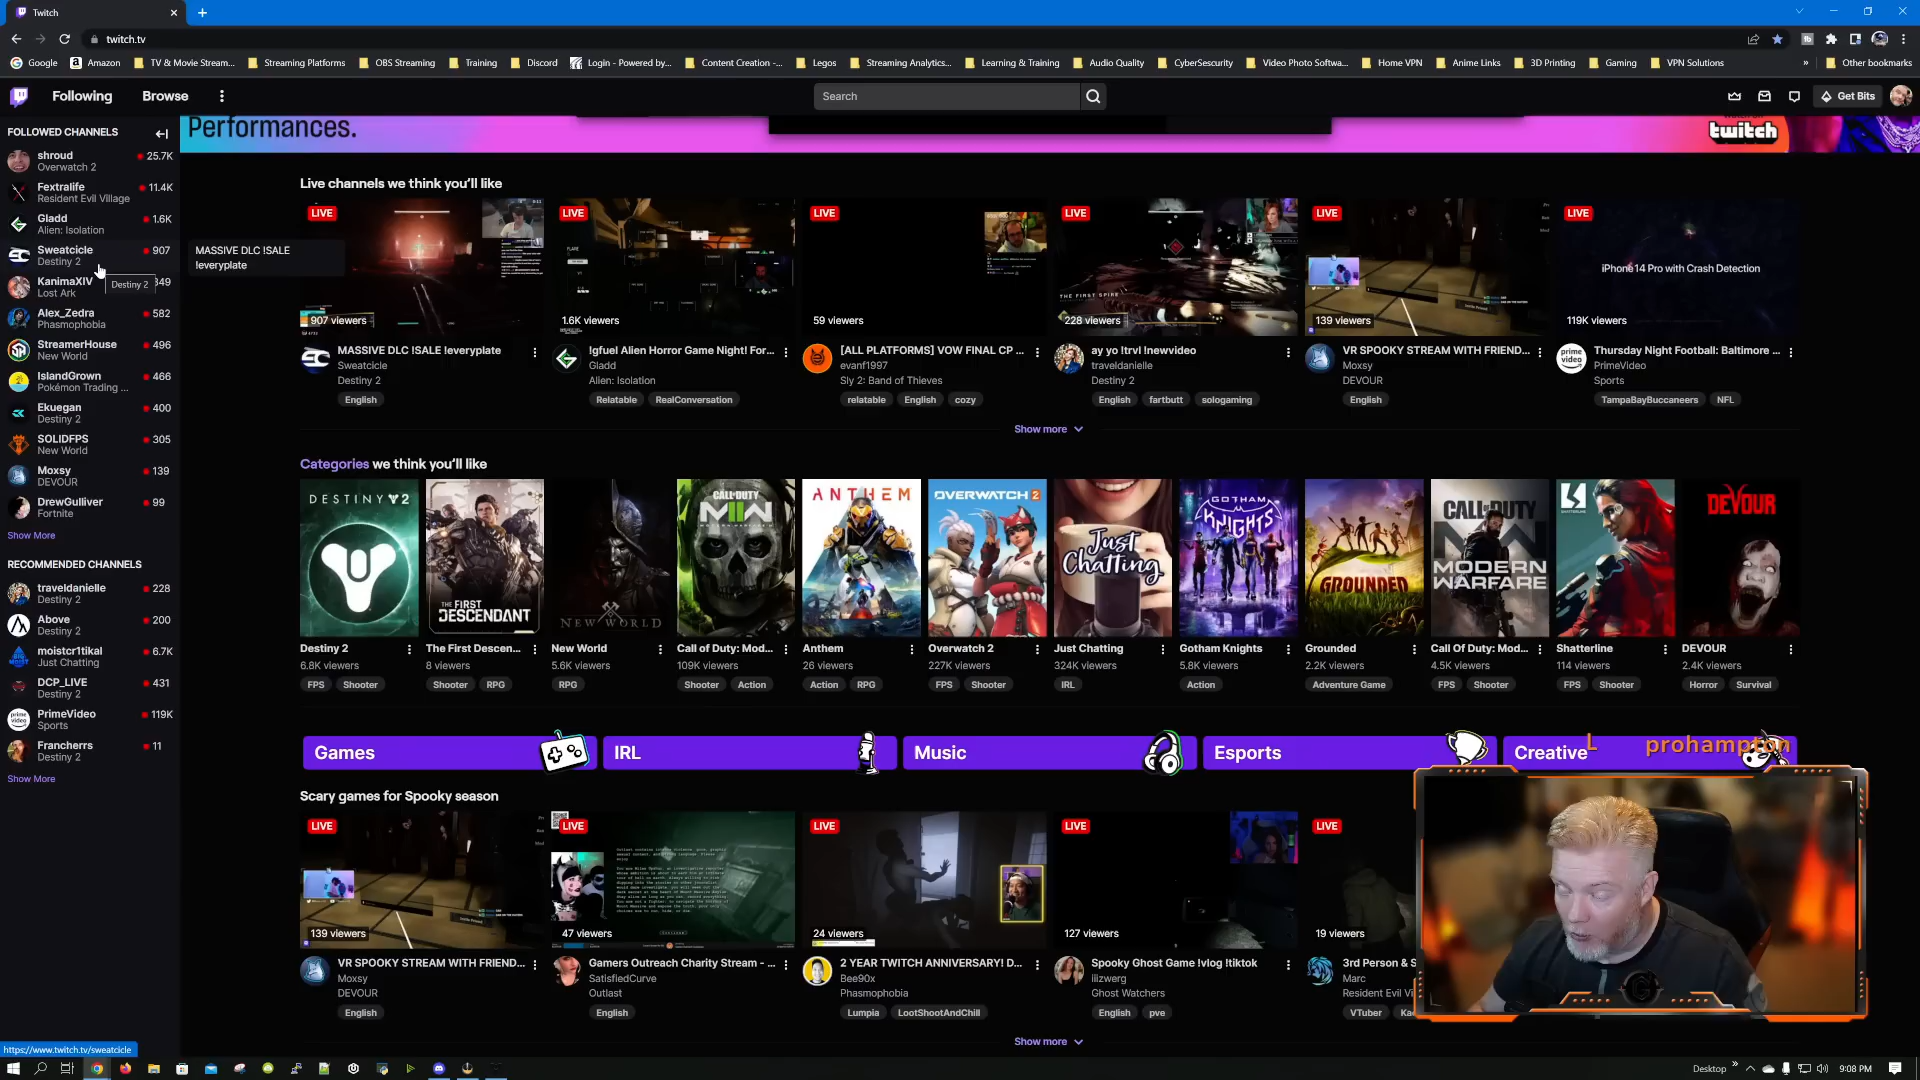 Twitch
twitch.tv
Google
Amazon
TV & Movie Stream...
Streaming Platforms
OBS Streaming
Training
Discord
Login - Powered by...
Content Creation -...
Legos
Streaming Analytics...
Learning & Training
Audio Quality
CyberSesurity
Video Photo Softwa...
Home VPN
Anime Links
3D Printing
Gaming
VPN Solutions
Other bookmarks
Following
Browse
Search
Get Bits
Performances.
twitch
FOLLOWED CHANNELS
shroud
25.7K
Overwatch 2
Fextralife
11.4K
Resident Evil Village
Gladd
1.6K
Alien: Isolation
Sweatcicle
907
Destiny 2
KanimaXIV
349
Lost Ark
Destiny 2
Alex_Zedra
582
Phasmophobia
StreamerHouse
496
New World
IslandGrown
466
Pokémon Trading ...
Ekuegan
400
Destiny 2
SOLIDFPS
305
New World
Moxsy
139
DEVOUR
DrewGulliver
99
Fortnite
Show More
RECOMMENDED CHANNELS
traveldanielle
228
Destiny 2
Above
200
Destiny 2
moistcr1tikal
6.7K
Just Chatting
DCP_LIVE
431
Destiny 2
PrimeVideo
119K
Sports
Francherrs
11
Destiny 2
Show More
MASSIVE DLC !SALE
!everyplate
Live channels we think you'll like
LIVE
907 viewers
MASSIVE DLC !SALE !everyplate
Sweatcicle
Destiny 2
English
LIVE
1.6K viewers
!gfuel Alien Horror Game Night! For...
Gladd
Alien: Isolation
Relatable
RealConversation
LIVE
59 viewers
[ALL PLATFORMS] VOW FINAL CP ...
evanf1997
Sly 2: Band of Thieves
relatable
English
cozy
LIVE
THE FIRST SPIRE
228 viewers
ay yo !trvl !newvideo
traveldanielle
Destiny 2
English
fartbutt
sologaming
LIVE
139 viewers
VR SPOOKY STREAM WITH FRIEND...
Moxsy
DEVOUR
English
LIVE
iPhone 14 Pro with Crash Detection
119K viewers
prime video
Thursday Night Football: Baltimore ...
PrimeVideo
Sports
TampaBayBuccaneers
NFL
Show more
Categories we think you'll like
DESTINY 2
THE FIRST DESCENDANT
NEW WORLD
CALL OF DUTY
MWII
ANTHEM
OVERWATCH 2
Just Chatting
GOTHAM KNIGHTS
GROUNDED
CALL OF DUTY
MODERN WARFARE
SHATTERLINE
DEVOUR
Destiny 2
6.8K viewers
FPS
Shooter
The First Descen...
8 viewers
Shooter
RPG
New World
5.6K viewers
RPG
Call of Duty: Mod...
109K viewers
Shooter
Action
Anthem
26 viewers
Action
RPG
Overwatch 2
227K viewers
FPS
Shooter
Just Chatting
324K viewers
IRL
Gotham Knights
5.8K viewers
Action
Grounded
2.2K viewers
Adventure Game
Call Of Duty: Mod...
4.5K viewers
FPS
Shooter
Shatterline
114 viewers
FPS
Shooter
DEVOUR
2.4K viewers
Horror
Survival
Games
IRL
Music
Esports
Creative
L prohampton
Scary games for Spooky season
LIVE
139 viewers
VR SPOOKY STREAM WITH FRIEND...
Moxsy
DEVOUR
English
LIVE
47 viewers
Gamers Outreach Charity Stream - ...
SatisfiedCurve
Outlast
English
LIVE
24 viewers
2 YEAR TWITCH ANNIVERSARY! D...
Bee90x
Phasmophobia
Lumpia
LootShootAndChill
LIVE
127 viewers
Spooky Ghost Game !vlog !tiktok
iiizwerg
Ghost Watchers
English
pve
LIVE
19 viewers
3rd Person & S
Marc
Resident Evil Vi
VTuber
Show more
https://www.twitch.tv/sweatcicle
Desktop
9:08 PM